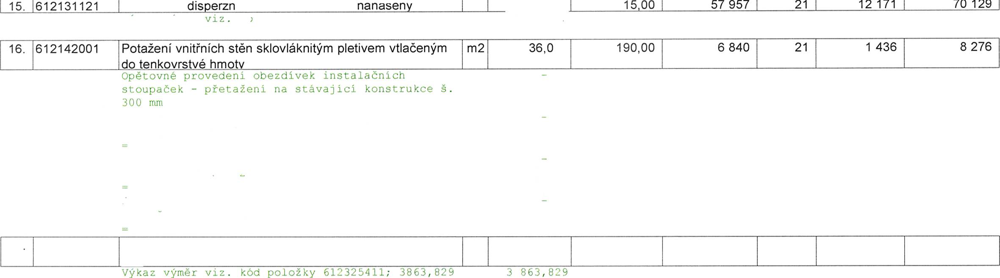 15. 612131121 disperzn nanaseny 15,00 57 957 21 12 171 70 129
viz.
16. 612142001 Potažení vnitřních stěn sklovláknitým pletivem vtlačeným m2 36,0 190,00 6 840 21 1 436 8 276
do tenkovrstvé hmoty
Opětovné provedení obezdívek instalačních -
stoupaček - přetažení na stávající konstrukce š.
300 mm
-
=
-
=
-
=
Výkaz výměr viz. kód položky 612325411; 3863,829 3 863,829